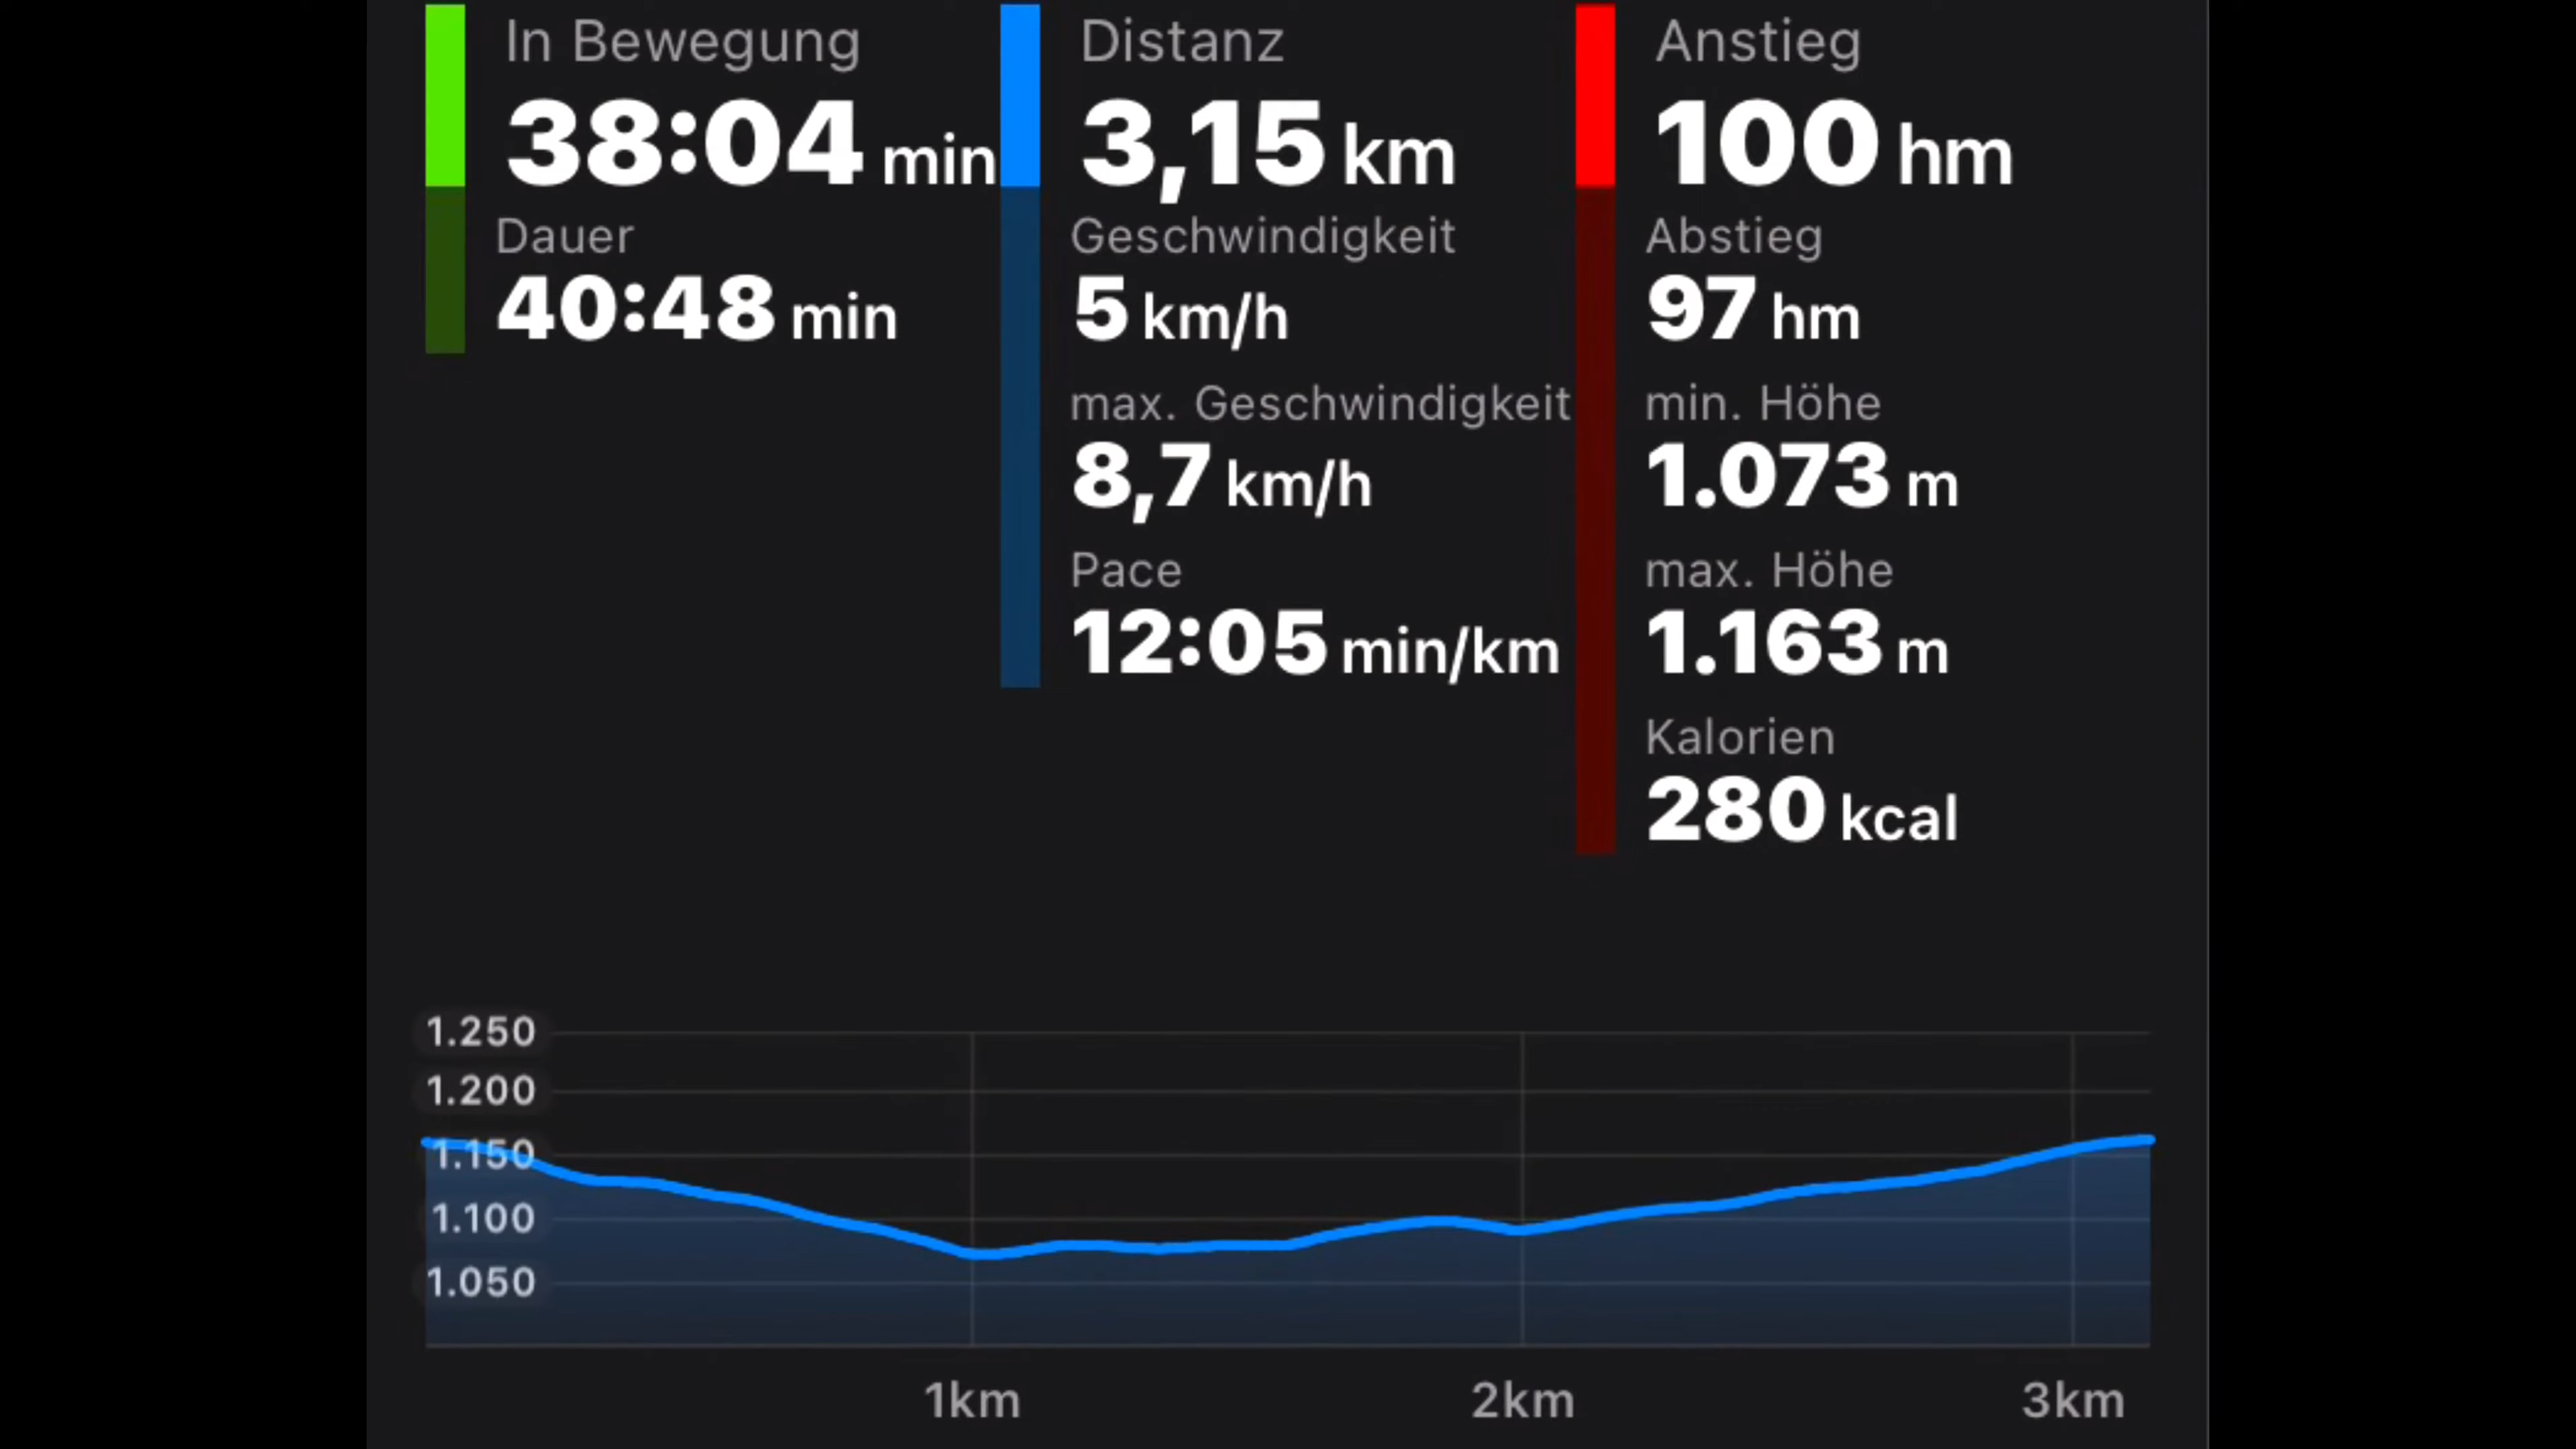 In Bewegung
38:04 min
Dauer
40:48 min
Distanz
3,15 km
Geschwindigkeit
5 km/h
max. Geschwindigkeit
8,7 km/h
Pace
12:05 min/km
Anstieg
100 hm
Abstieg
97 hm
min. Höhe
1.073 m
max. Höhe
1.163 m
Kalorien
280 kcal
1.250
1.200
1.150
1.100
1.050
1km 2km 3km